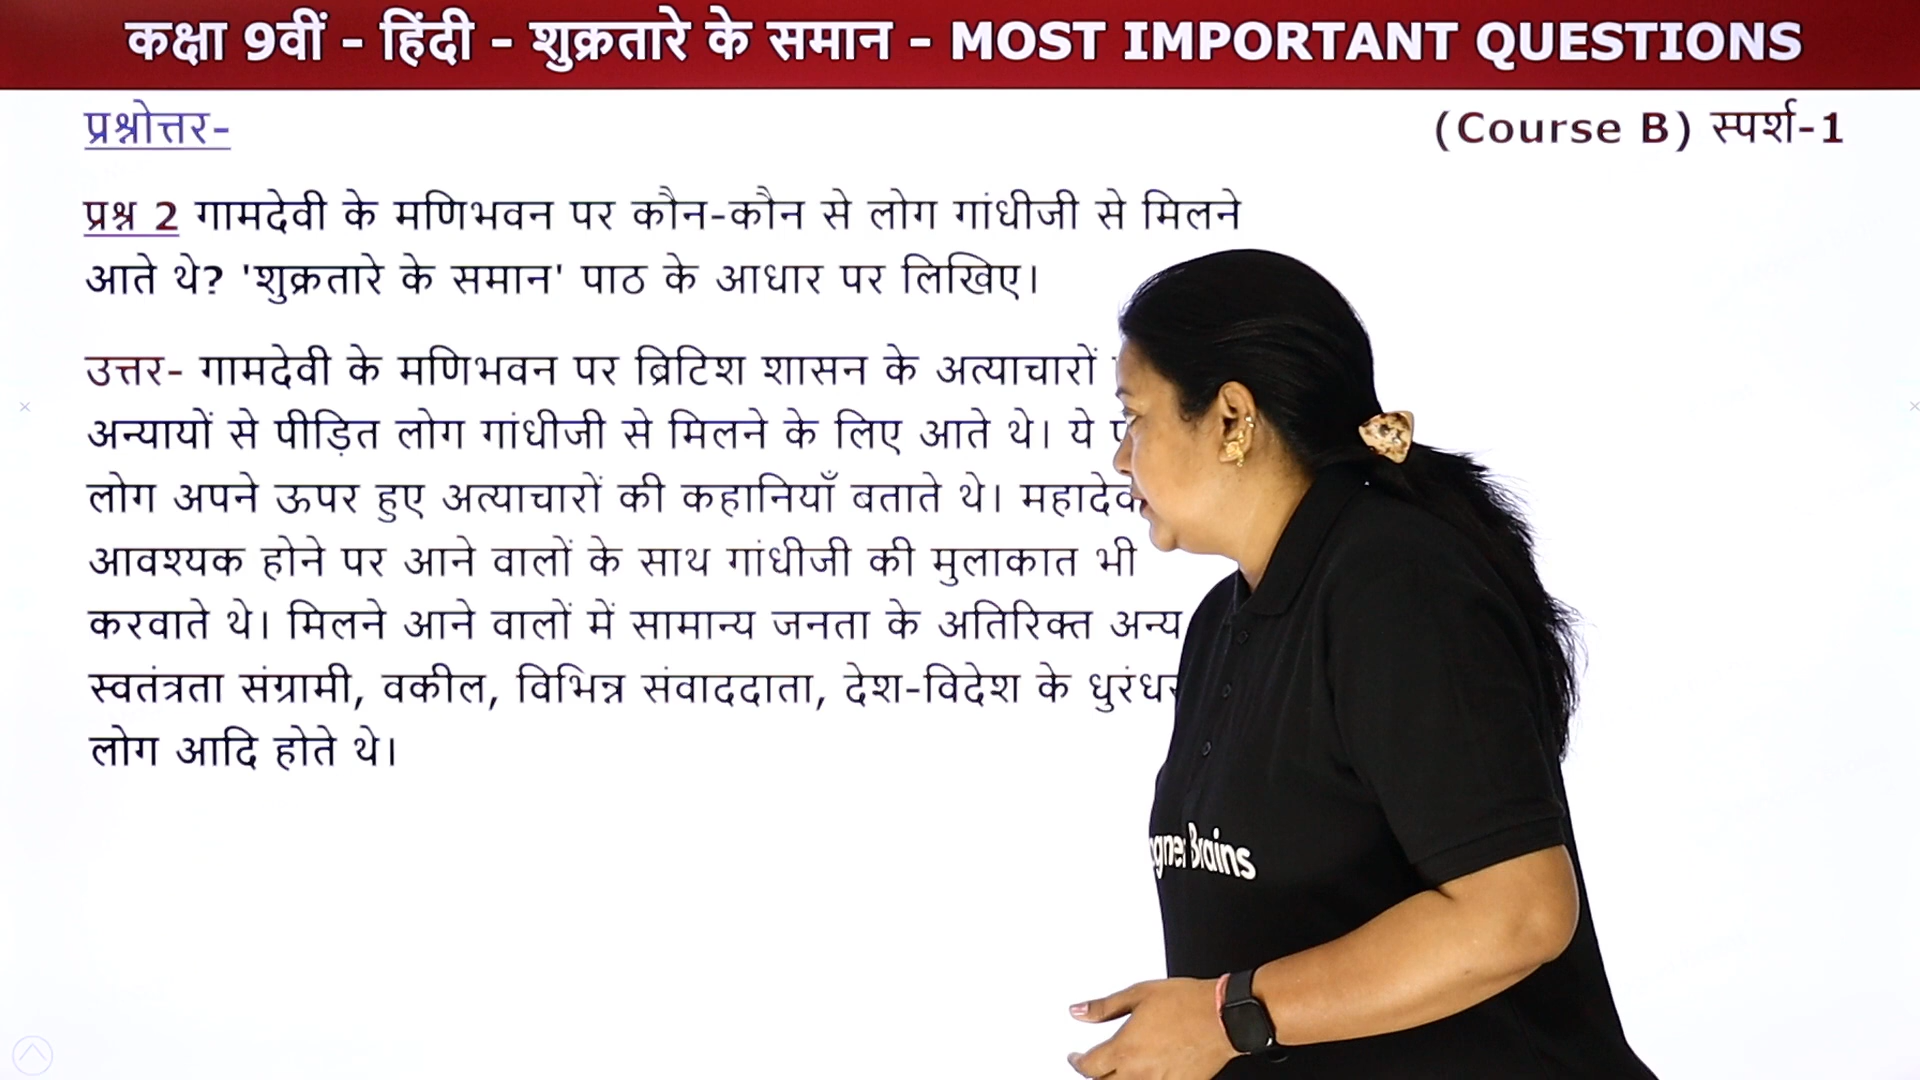 कक्षा 9वीं - हिंदी - शुक्रतारे के समान - MOST IMPORTANT QUESTIONS
प्रश्नोत्तर-
(Course B) स्पर्श-1
प्रश्न 2 गामदेवी के मणिभवन पर कौन-कौन से लोग गांधीजी से मिलने
आते थे? 'शुक्रतारे के समान' पाठ के आधार पर लिखिए।
उत्तर- गामदेवी के मणिभवन पर ब्रिटिश शासन के अत्याचारों
अन्यायों से पीड़ित लोग गांधीजी से मिलने के लिए आते थे। ये
लोग अपने ऊपर हुए अत्याचारों की कहानियाँ बताते थे।
आवश्यक होने पर आने वालों के साथ गांधीजी की मुलाकात भी
करवाते थे। मिलने आने वालों में सामान्य जनता के अतिरिक्त अन्य
स्वतंत्रता संग्रामी, वकील, विभिन्न संवाददाता, देश-विदेश के
लोग आदि होते थे।
Brains